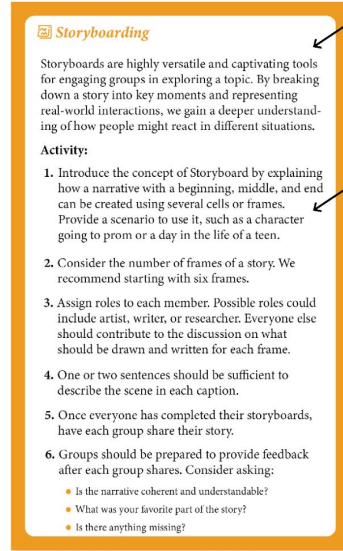 Storyboarding
Storyboards are highly versatile and captivating tools
for engaging groups in exploring a topic. By breaking
down a story into key moments and representing
real-world interactions, we gain a deeper understand-
ing of how people might react in different situations.
Activity:
1. Introduce the concept of Storyboard by explaining
how a narrative with a beginning, middle, and end
can be created using several cells or frames.
Provide a scenario to use it, such as a character
going to prom or a day in the life of a teen.
2. Consider the number of frames of a story. We
recommend starting with six frames.
3. Assign roles to each member. Possible roles could
include artist, writer, or researcher. Everyone else
should contribute to the discussion on what
should be drawn and written for each frame.
4. One or two sentences should be sufficient to
describe the scene in each caption.
5. Once everyone has completed their storyboards,
have each group share their story.
6. Groups should be prepared to provide feedback
after each group shares. Consider asking:
• Is the narrative coherent and understandable?
• What was your favorite part of the story?
• Is there anything missing?